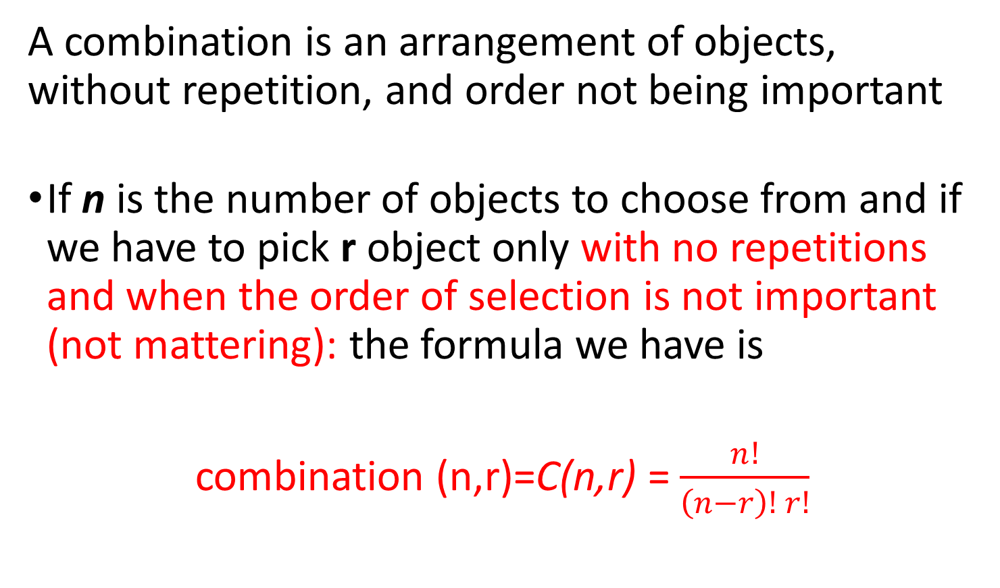 A combination is an arrangement of objects,
without repetition, and order not being important
•If n is the number of objects to choose from and if
we have to pick r object only with no repetitions
and when the order of selection is not important
(not mattering): the formula we have is
combination (n,r)=C(n,r) = n!/((n−r)! r!)